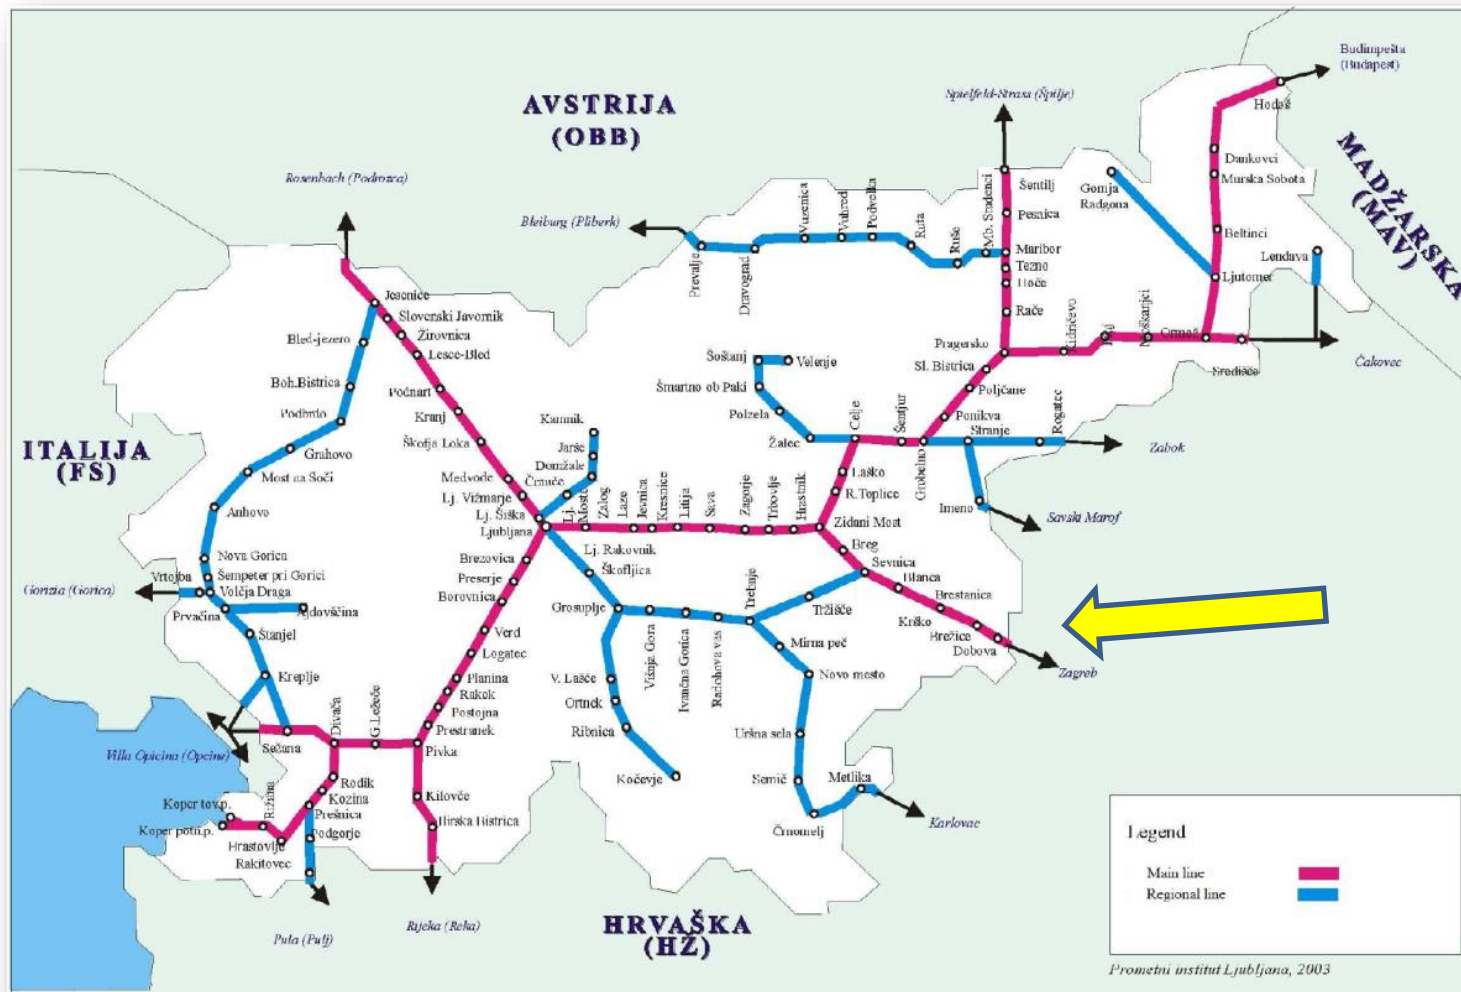 AVSTRIJA
(OBB)
Spielfeld-Strass (Špilje)
Budimpešta
(Budapest)
Hodoš
MADŽARSKA
(MAV)
Rosenbach (Podrozca)
Bleiburg (Pliberk)
Prevalje
Dravograd
Vuzenica
Vuhred
Podvelka
Ruta
Ruše
Mb. Studenci
Šentilj
Pesnica
Maribor
Tezno
Hoče
Rače
Pragersko
Kidričevo
Ormož
Središče
Čakovec
Gornja
Radgona
Dankovci
Murska Sobota
Beltinci
Ljutomer
Lendava
Jesenice
Slovenski Javornik
Žirovnica
Lesce-Bled
Podnart
Kranj
Škofja Loka
Medvode
Lj. Vižmarje
Lj. Šiška
Ljubljana
Bled-jezero
Boh.Bistrica
Podbrdo
Grahovo
Most na Soči
Anhovo
Nova Gorica
Šempeter pri Gorici
Vrtojba
Volčja Draga
Gorizia (Gorica)
Prvačina
Ajdovščina
Štanjel
Kreplje
ITALIJA
(FS)
Kamnik
Jarše
Domžale
Črnuče
Lj.
Moste
Zalog
Laze
Jevnica
Kresnice
Litija
Sava
Zagorje
Trbovlje
Hrastnik
Zidani Most
Šoštanj
Velenje
Šmartno ob Paki
Polzela
Žalec
Celje
Šentjur
Grobelno
Sl. Bistrica
Poljčane
Ponikva
Stranje
Rogatec
Zabok
Imeno
Savski Marof
Laško
R.Toplice
Breg
Sevnica
Blanca
Brestanica
Krško
Brežice
Dobova
Zagreb
Lj. Rakovnik
Škofljica
Grosuplje
Višnja Gora
Ivančna Gorica
Radohova vas
Trebnje
Tržišče
Mirna peč
Novo mesto
Uršna sela
Semič
Črnomelj
Metlika
Karlovac
V. Lašče
Ortnek
Ribnica
Kočevje
Brezovica
Preserje
Borovnica
Verd
Logatec
Planina
Rakek
Postojna
Prestranek
Pivka
Kilovče
Ilirska Bistrica
Rijeka (Reka)
G.Ležeče
Divača
Sežana
Villa Opicina (Opcine)
Rodik
Kozina
Prešnica
Podgorje
Rižana
Koper tov.p.
Koper potn.p.
Hrastovlje
Rakitovec
Pula (Pulj)
HRVAŠKA
(HŽ)
Legend
Main line
Regional line
Prometni institut Ljubljana, 2003